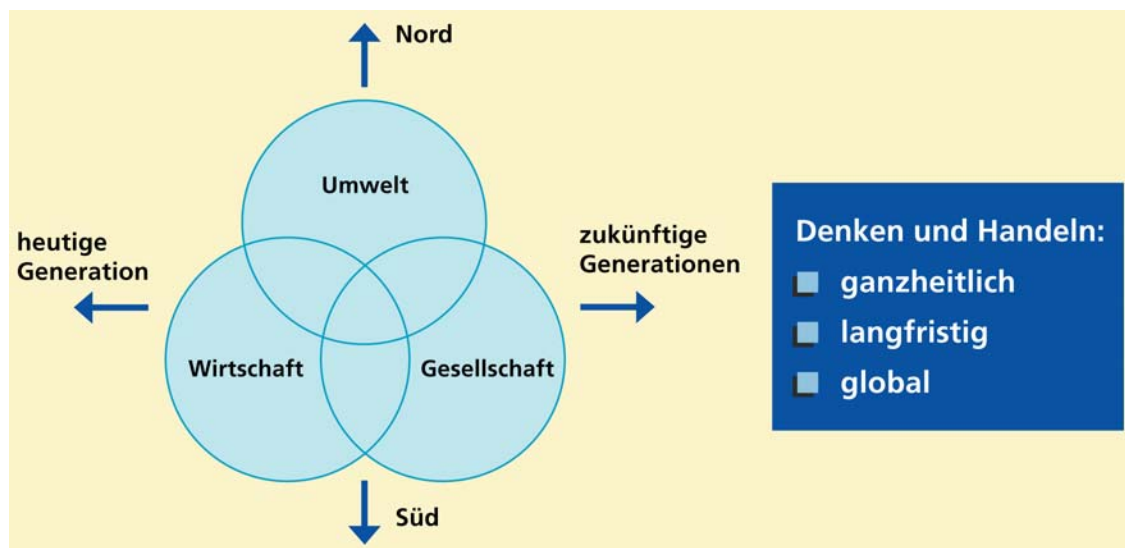 Nord
Umwelt
heutige
Generation
zukünftige
Generationen
Wirtschaft
Gesellschaft
Süd
Denken und Handeln:
ganzheitlich
langfristig
global